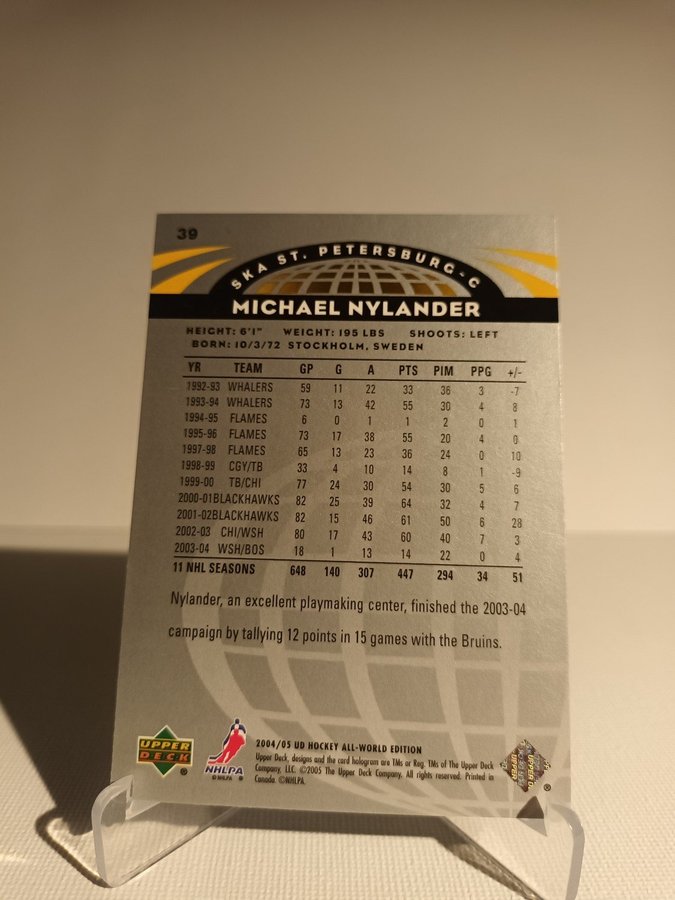 39
SKA ST. PETERSBURG - C
MICHAEL NYLANDER
HEIGHT: 6'1" WEIGHT: 195 LBS SHOOTS: LEFT
BORN: 10/3/72 STOCKHOLM, SWEDEN
YR TEAM GP G A PTS PIM PPG +/-
1992-93 WHALERS 59 11 22 33 36 3 -7
1993-94 WHALERS 73 13 42 55 30 4 8
1994-95 FLAMES 6 0 1 1 2 0 1
1995-96 FLAMES 73 17 38 55 20 4 0
1997-98 FLAMES 65 13 23 36 24 0 10
1998-99 CGY/TB 33 4 10 14 8 1 -9
1999-00 TB/CHI 77 24 30 54 30 5 6
2000-01 BLACKHAWKS 82 25 39 64 32 4 7
2001-02 BLACKHAWKS 82 15 46 61 50 6 28
2002-03 CHI/WSH 80 17 43 60 40 7 3
2003-04 WSH/BOS 18 1 13 14 22 0 4
11 NHL SEASONS 648 140 307 447 294 34 51
Nylander, an excellent playmaking center, finished the 2003-04
campaign by tallying 12 points in 15 games with the Bruins.
UPPER
DECK
®
NHLPA
© NHLPA
2004/05 UD HOCKEY ALL-WORLD EDITION
Upper Deck, designs and the card hologram are TMs or Reg. TMs of The Upper Deck
Company, LLC. ©2005 The Upper Deck Company. All rights reserved. Printed in
Canada. ©NHLPA.
®